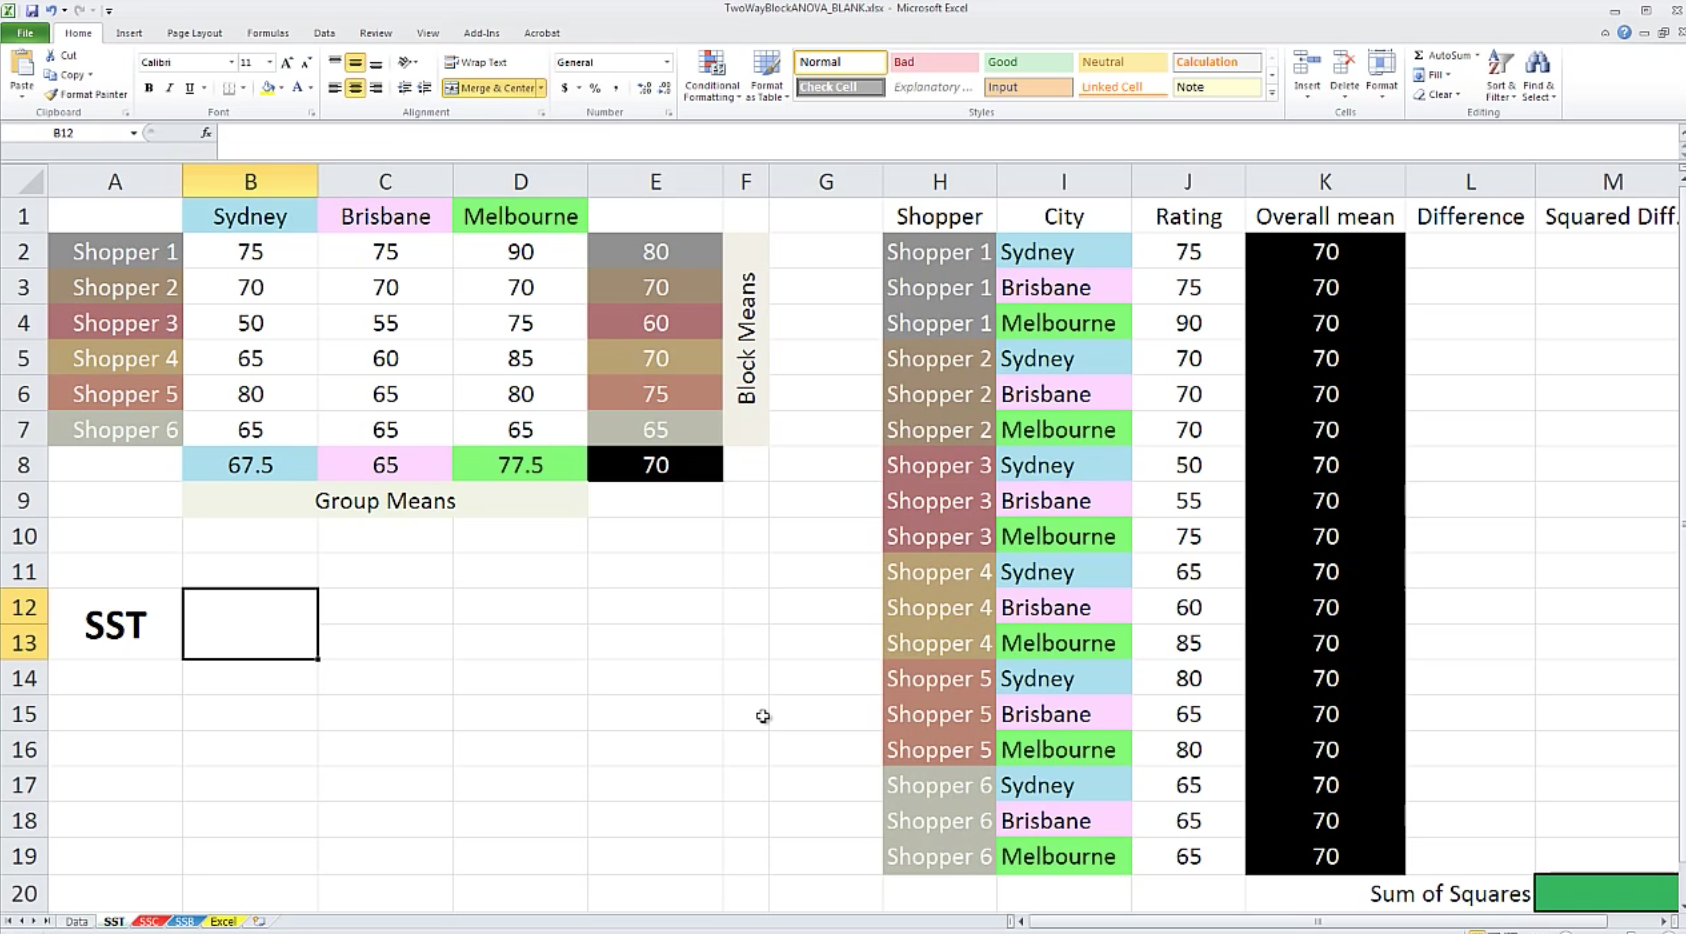 TwoWayBlockANOVA_BLANK.xlsx - Microsoft Excel
File Home Insert Page Layout Formulas Data Review View Add-Ins Acrobat
Paste
Cut
Copy
Format Painter
Clipboard
Calibri 11
B I U
Font
Wrap Text
Merge & Center
Alignment
General
$ % ,
Number
Conditional Formatting
Format as Table
Normal Bad Good Neutral Calculation
Check Cell Explanatory ... Input Linked Cell Note
Styles
Insert Delete Format
Cells
Σ AutoSum
Fill
Clear
Sort & Filter
Find & Select
Editing
B12 fx
A B C D E F G H I J K L M
1 Sydney Brisbane Melbourne Shopper City Rating Overall mean Difference Squared Diff.
2 Shopper 1 75 75 90 80 Shopper 1 Sydney 75 70
3 Shopper 2 70 70 70 70 Shopper 1 Brisbane 75 70
4 Shopper 3 50 55 75 60 Shopper 1 Melbourne 90 70
5 Shopper 4 65 60 85 70 Shopper 2 Sydney 70 70
6 Shopper 5 80 65 80 75 Shopper 2 Brisbane 70 70
7 Shopper 6 65 65 65 65 Shopper 2 Melbourne 70 70
Block Means
8 67.5 65 77.5 70 Shopper 3 Sydney 50 70
9 Group Means Shopper 3 Brisbane 55 70
10 Shopper 3 Melbourne 75 70
11 Shopper 4 Sydney 65 70
12 Shopper 4 Brisbane 60 70
SST
13 Shopper 4 Melbourne 85 70
14 Shopper 5 Sydney 80 70
15 Shopper 5 Brisbane 65 70
16 Shopper 5 Melbourne 80 70
17 Shopper 6 Sydney 65 70
18 Shopper 6 Brisbane 65 70
19 Shopper 6 Melbourne 65 70
20 Sum of Squares
Data SST SSC SSB Excel